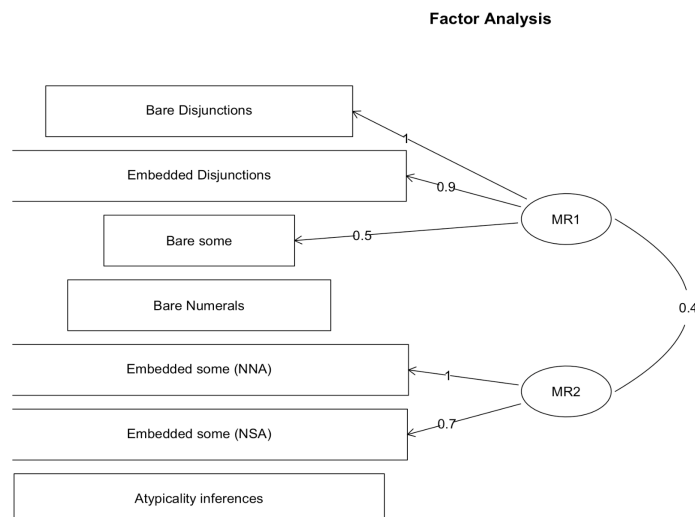 Factor Analysis
Bare Disjunctions
1
Embedded Disjunctions
0.9
MR1
Bare some
0.5
Bare Numerals
0.4
Embedded some (NNA)
1
MR2
Embedded some (NSA)
0.7
Atypicality inferences